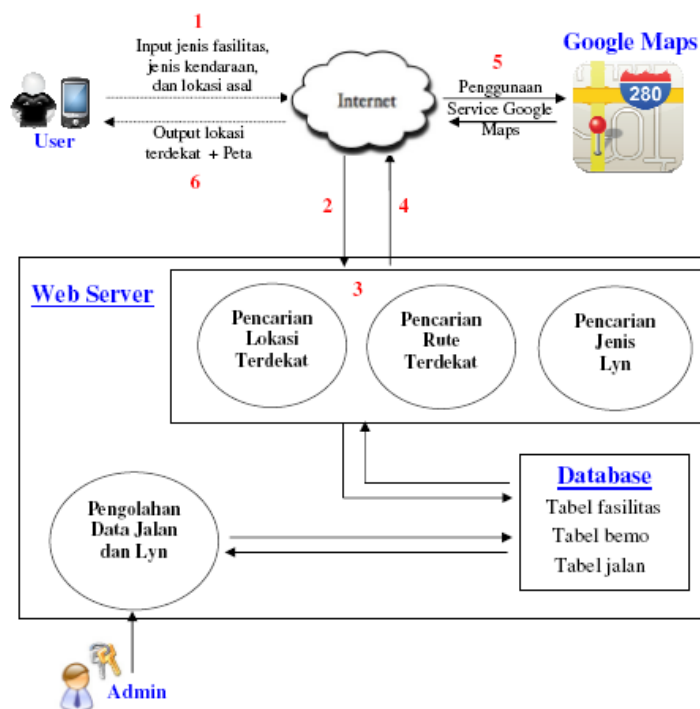 1
Input jenis fasilitas,
jenis kendaraan,
dan lokasi asal
User
Output lokasi
terdekat + Peta
6
Internet
5
Penggunaan
Service Google
Maps
Google Maps
280
2
4
Web Server
3
Pencarian
Lokasi
Terdekat
Pencarian
Rute
Terdekat
Pencarian
Jenis
Lyn
Pengolahan
Data Jalan
dan Lyn
Database
Tabel fasilitas
Tabel bemo
Tabel jalan
Admin